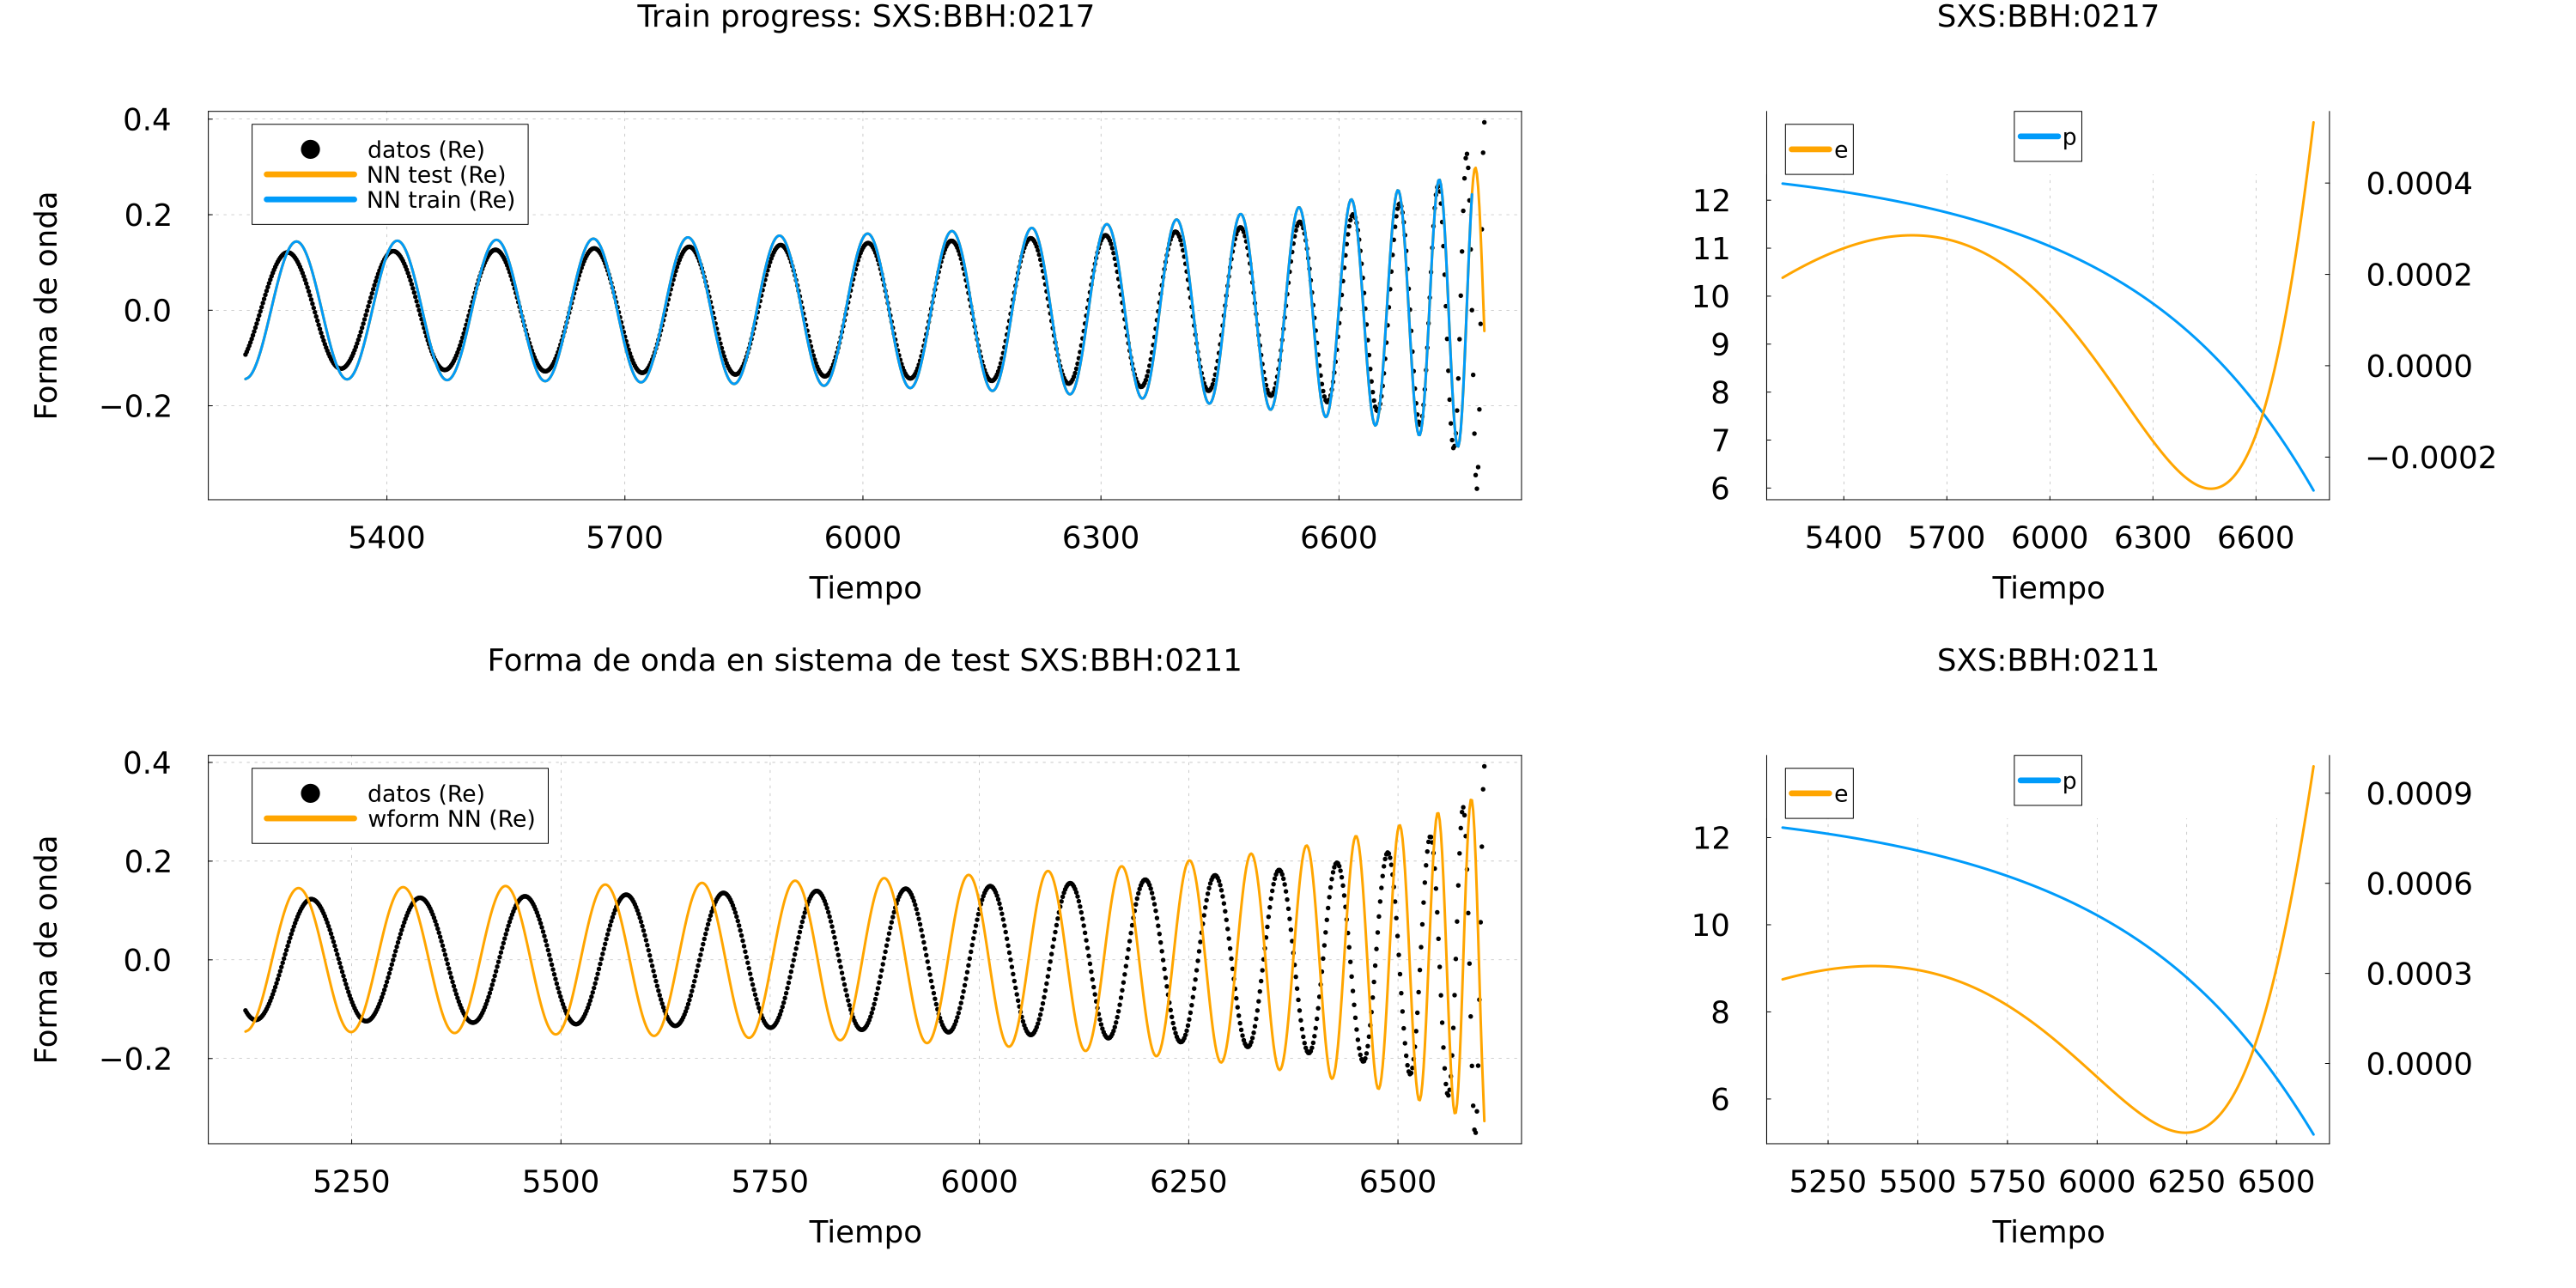 Train progress: SXS:BBH:0217
datos (Re)
NN test (Re)
NN train (Re)
Forma de onda
0.4
0.2
0.0
−0.2
5400 5700 6000 6300 6600
Tiempo
SXS:BBH:0217
e
p
12
11
10
9
8
7
6
0.0004
0.0002
0.0000
−0.0002
5400 5700 6000 6300 6600
Tiempo
Forma de onda en sistema de test SXS:BBH:0211
datos (Re)
wform NN (Re)
Forma de onda
0.4
0.2
0.0
−0.2
5250 5500 5750 6000 6250 6500
Tiempo
SXS:BBH:0211
e
p
12
10
8
6
0.0009
0.0006
0.0003
0.0000
5250 5500 5750 6000 6250 6500
Tiempo